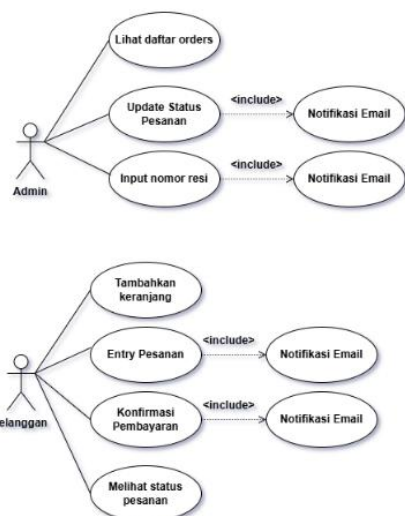 Lihat daftar orders
Update Status
Pesanan
<include>
Notifikasi Email
Input nomor resi
<include>
Notifikasi Email
Admin
Tambahkan
keranjang
Entry Pesanan
<include>
Notifikasi Email
Konfirmasi
Pembayaran
<include>
Notifikasi Email
elanggan
Melihat status
pesanan